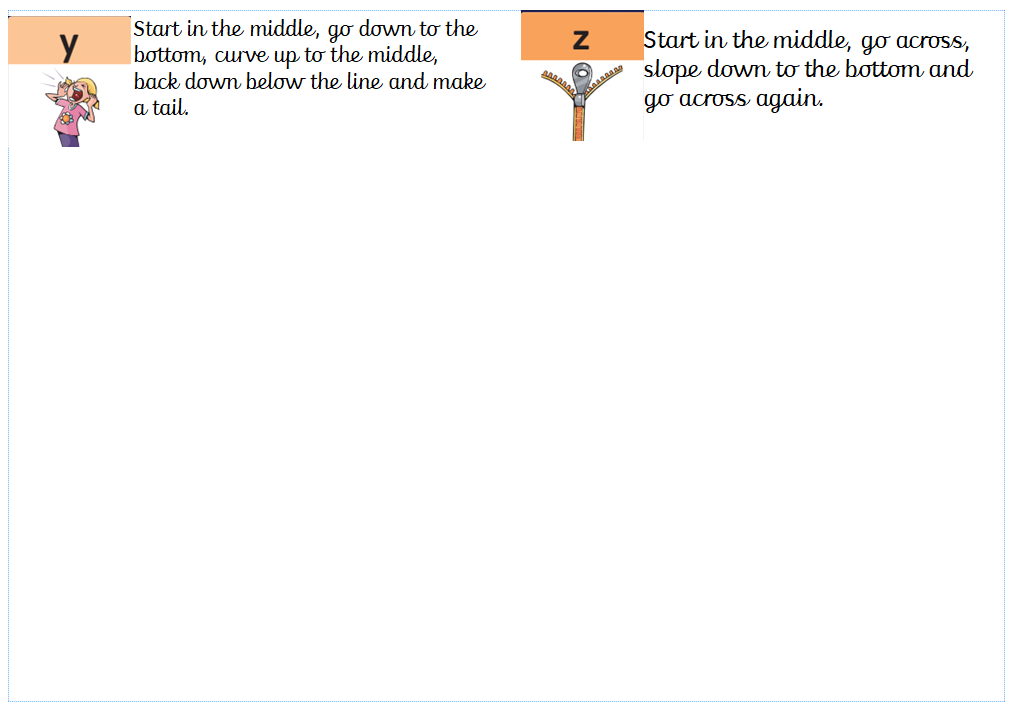 y
Start in the middle, go down to the
bottom, curve up to the middle,
back down below the line and make
a tail.
z
Start in the middle, go across,
slope down to the bottom and
go across again.